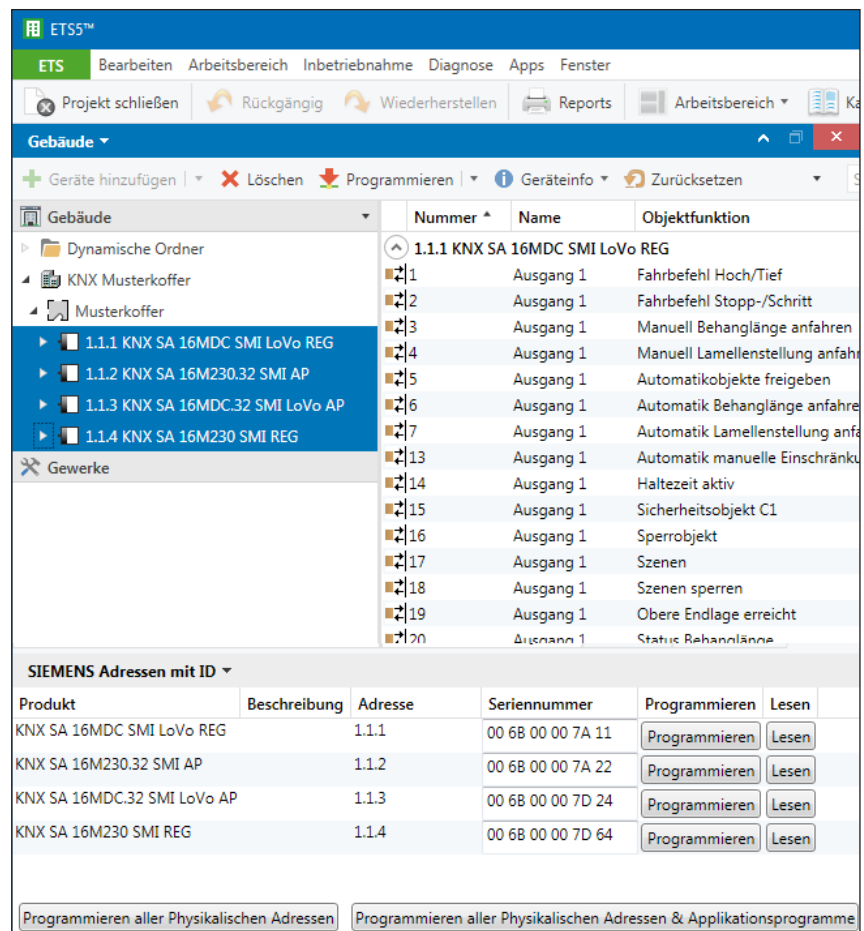 ETS5™
ETS Bearbeiten Arbeitsbereich Inbetriebnahme Diagnose Apps Fenster
Projekt schließen Rückgängig Wiederherstellen Reports Arbeitsbereich
Gebäude
Geräte hinzufügen Löschen Programmieren Geräteinfo Zurücksetzen
Gebäude Nummer Name Objektfunktion
Dynamische Ordner 1.1.1 KNX SA 16MDC SMI LoVo REG
KNX Musterkoffer 1 Ausgang 1 Fahrbefehl Hoch/Tief
Musterkoffer 2 Ausgang 1 Fahrbefehl Stopp-/Schritt
1.1.1 KNX SA 16MDC SMI LoVo REG 3 Ausgang 1 Manuell Behanglänge anfahren
1.1.2 KNX SA 16M230.32 SMI AP 4 Ausgang 1 Manuell Lamellenstellung anfahr
1.1.3 KNX SA 16MDC.32 SMI LoVo AP 5 Ausgang 1 Automatikobjekte freigeben
1.1.4 KNX SA 16M230 SMI REG 6 Ausgang 1 Automatik Behanglänge anfahre
Gewerke 7 Ausgang 1 Automatik Lamellenstellung anfa
13 Ausgang 1 Automatik manuelle Einschränku
14 Ausgang 1 Haltezeit aktiv
15 Ausgang 1 Sicherheitsobjekt C1
16 Ausgang 1 Sperrobjekt
17 Ausgang 1 Szenen
18 Ausgang 1 Szenen sperren
19 Ausgang 1 Obere Endlage erreicht
20 Ausgang 1 Status Behanglänge
SIEMENS Adressen mit ID
Produkt Beschreibung Adresse Seriennummer Programmieren Lesen
KNX SA 16MDC SMI LoVo REG 1.1.1 00 6B 00 00 7A 11 Programmieren Lesen
KNX SA 16M230.32 SMI AP 1.1.2 00 6B 00 00 7A 22 Programmieren Lesen
KNX SA 16MDC.32 SMI LoVo AP 1.1.3 00 6B 00 00 7D 24 Programmieren Lesen
KNX SA 16M230 SMI REG 1.1.4 00 6B 00 00 7D 64 Programmieren Lesen
Programmieren aller Physikalischen Adressen Programmieren aller Physikalischen Adressen & Applikationsprogramme